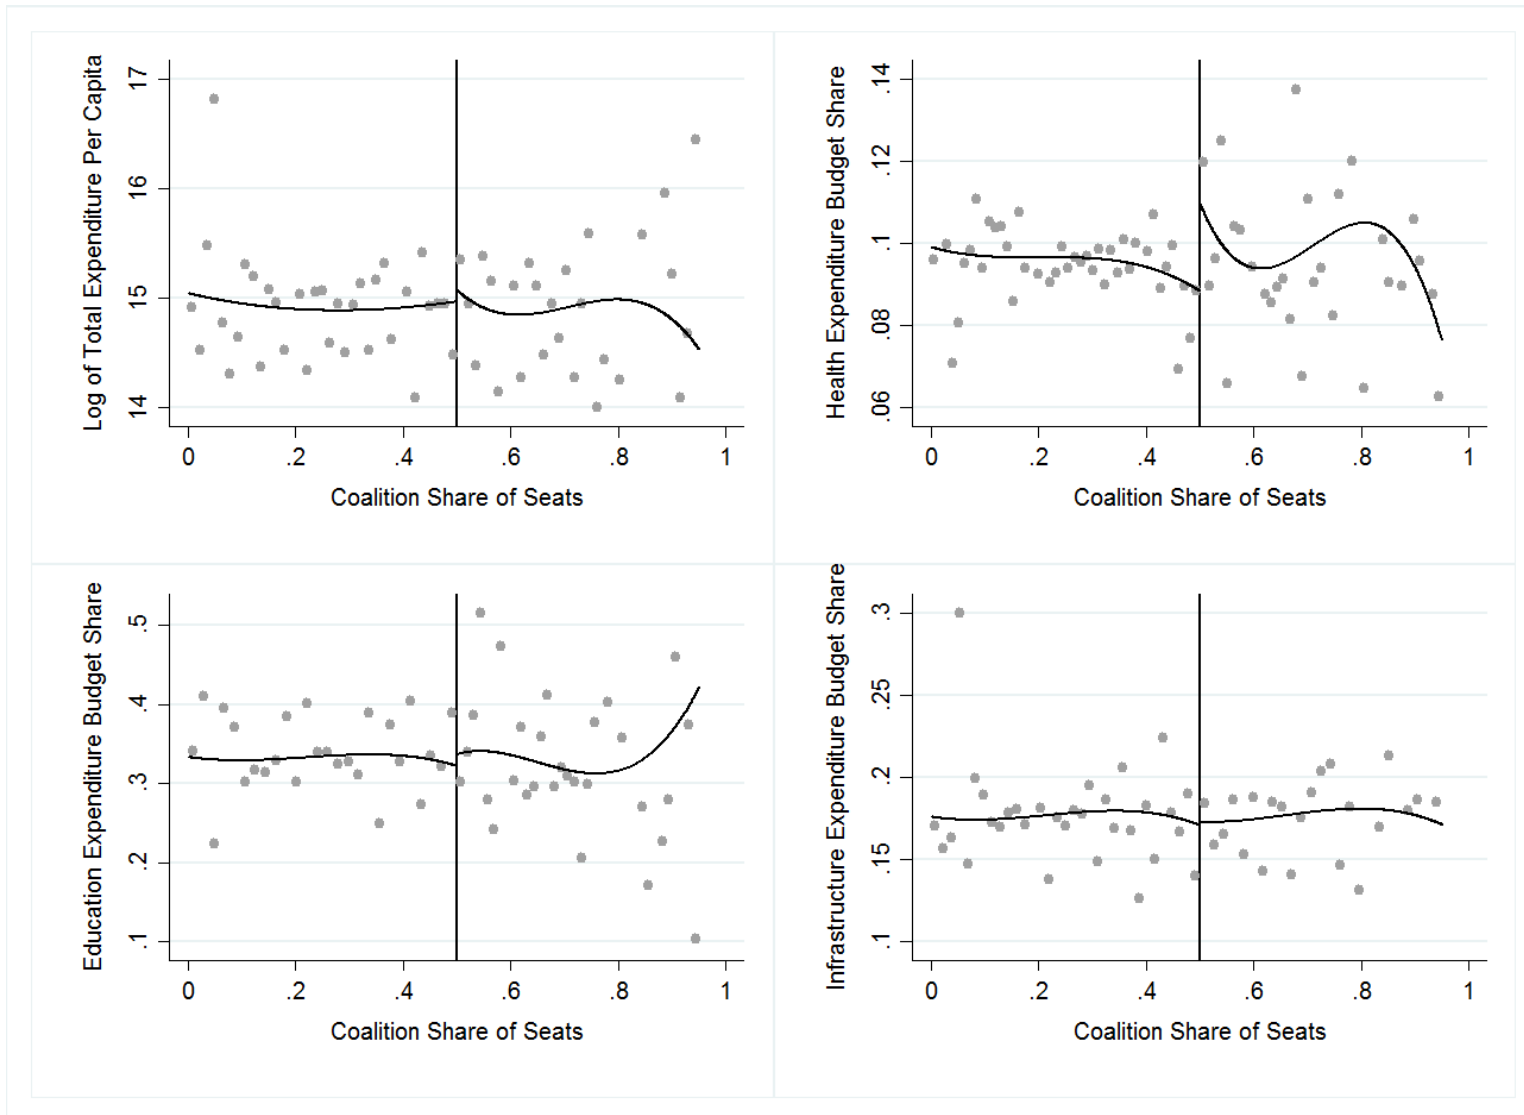 Log of Total Expenditure Per Capita
17
16
15
14
0 .2 .4 .6 .8 1
Coalition Share of Seats
Health Expenditure Budget Share
.14
.12
.1
.08
.06
0 .2 .4 .6 .8 1
Coalition Share of Seats
Education Expenditure Budget Share
.5
.4
.3
.2
.1
0 .2 .4 .6 .8 1
Coalition Share of Seats
Infrastructure Expenditure Budget Share
.3
.25
.2
.15
.1
0 .2 .4 .6 .8 1
Coalition Share of Seats